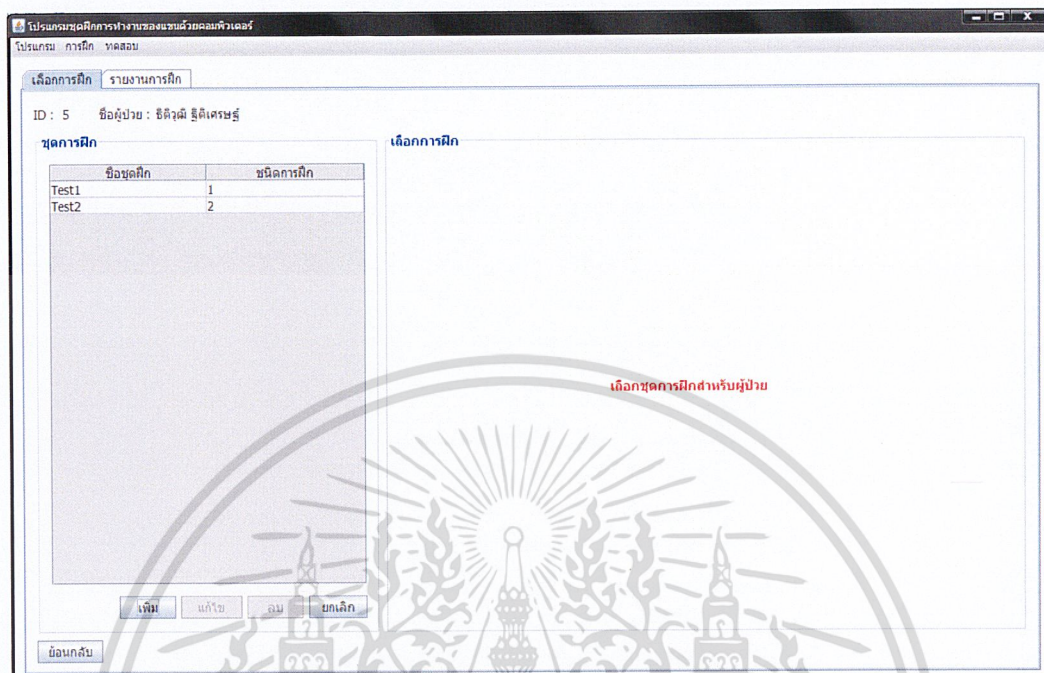 โปรแกรมชุดฝึกการทำงานของแขนด้วยคอมพิวเตอร์
โปรแกรม การฝึก ทดสอบ
เลือกการฝึก รายงานการฝึก
ID : 5 ชื่อผู้ป่วย : ธิติวุฒิ ฐิติเศรษฐ์
ชุดการฝึก
เลือกการฝึก
ชื่อชุดฝึก ชนิดการฝึก
Test1 1
Test2 2
เลือกชุดการฝึกสำหรับผู้ป่วย
เพิ่ม แก้ไข ลบ ยกเลิก
ย้อนกลับ